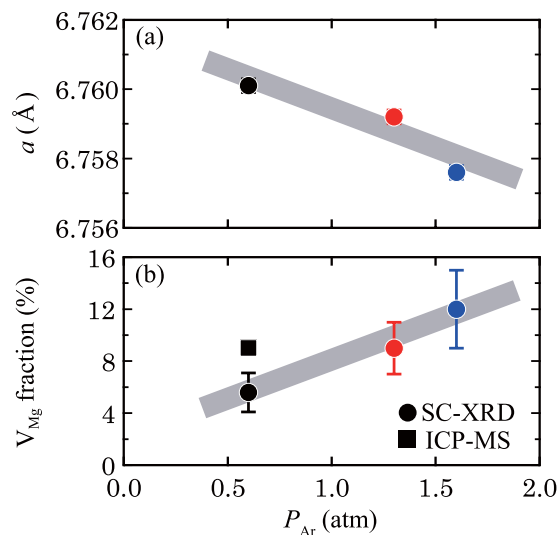 6.762
(a)
6.760
a (Å)
6.758
6.756
16
(b)
12
V_Mg fraction (%)
8
4
SC-XRD
ICP-MS
0
0.0 0.5 1.0 1.5 2.0
P_Ar (atm)